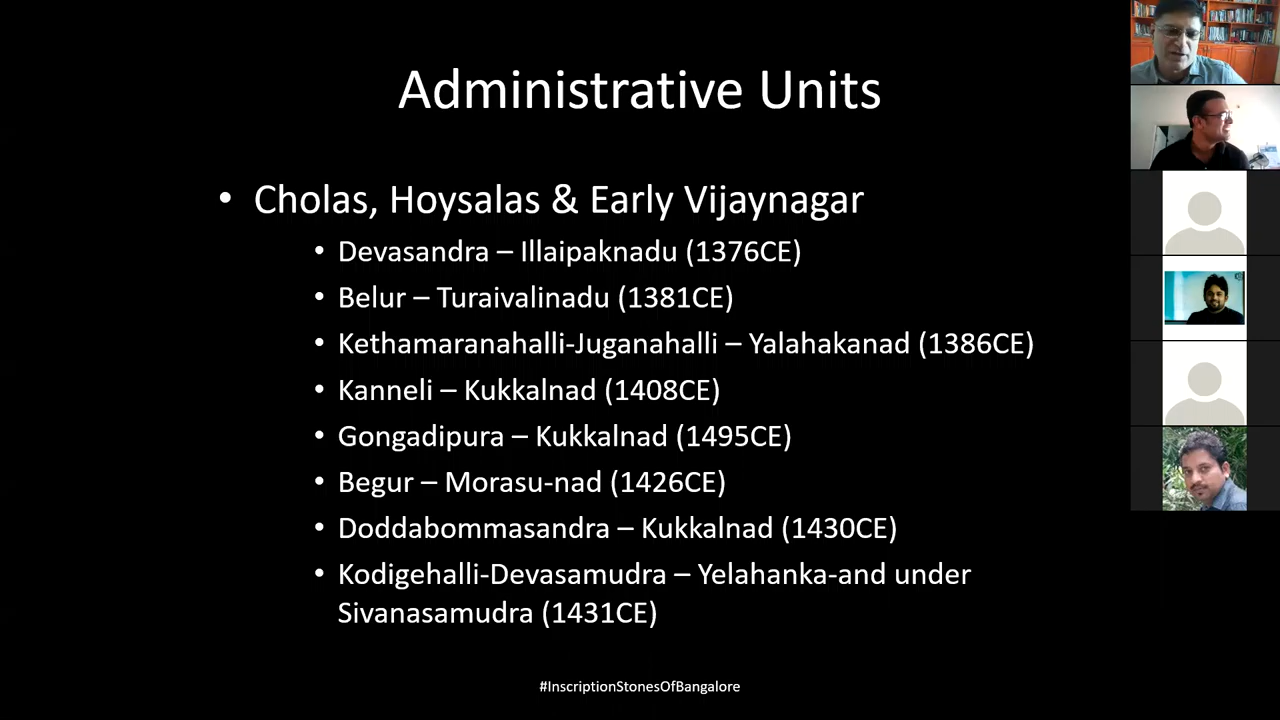 Administrative Units
• Cholas, Hoysalas & Early Vijaynagar
• Devasandra – Illaipaknadu (1376CE)
• Belur – Turaivalinadu (1381CE)
• Kethamaranahalli-Juganahalli – Yalahakanad (1386CE)
• Kanneli – Kukkalnad (1408CE)
• Gongadipura – Kukkalnad (1495CE)
• Begur – Morasu-nad (1426CE)
• Doddabommasandra – Kukkalnad (1430CE)
• Kodigehalli-Devasamudra – Yelahanka-and under
Sivanasamudra (1431CE)
#InscriptionStonesOfBangalore